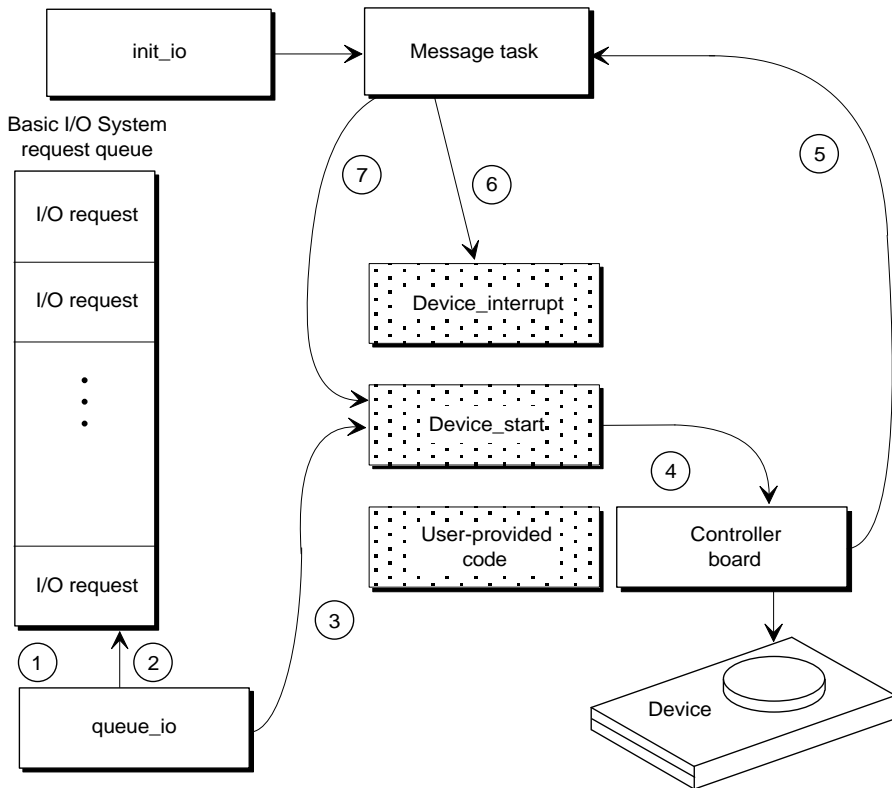 init_io
Message task
Basic I/O System
request queue
5
7
6
I/O request
Device_interrupt
I/O request
Device_start
4
User-provided
code
Controller
board
I/O request
3
1
2
Device
queue_io